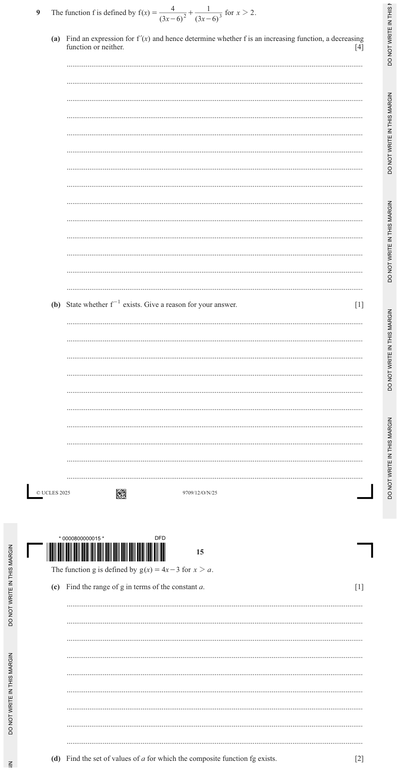 9 The function f is defined by f(x) = 4/(3x−6)² + 1/(3x−6)³ for x > 2.
DO NOT WRITE IN THIS MARGIN
(a) Find an expression for f′(x) and hence determine whether f is an increasing function, a decreasing
function or neither. [4]
DO NOT WRITE IN THIS MARGIN
DO NOT WRITE IN THIS MARGIN
(b) State whether f⁻¹ exists. Give a reason for your answer. [1]
DO NOT WRITE IN THIS MARGIN
DO NOT WRITE IN THIS MARGIN
© UCLES 2025 9709/12/O/N/25
* 0000800000015 * DFD
15
DO NOT WRITE IN THIS MARGIN
The function g is defined by g(x) = 4x − 3 for x > a.
(c) Find the range of g in terms of the constant a. [1]
DO NOT WRITE IN THIS MARGIN
(d) Find the set of values of a for which the composite function fg exists. [2]